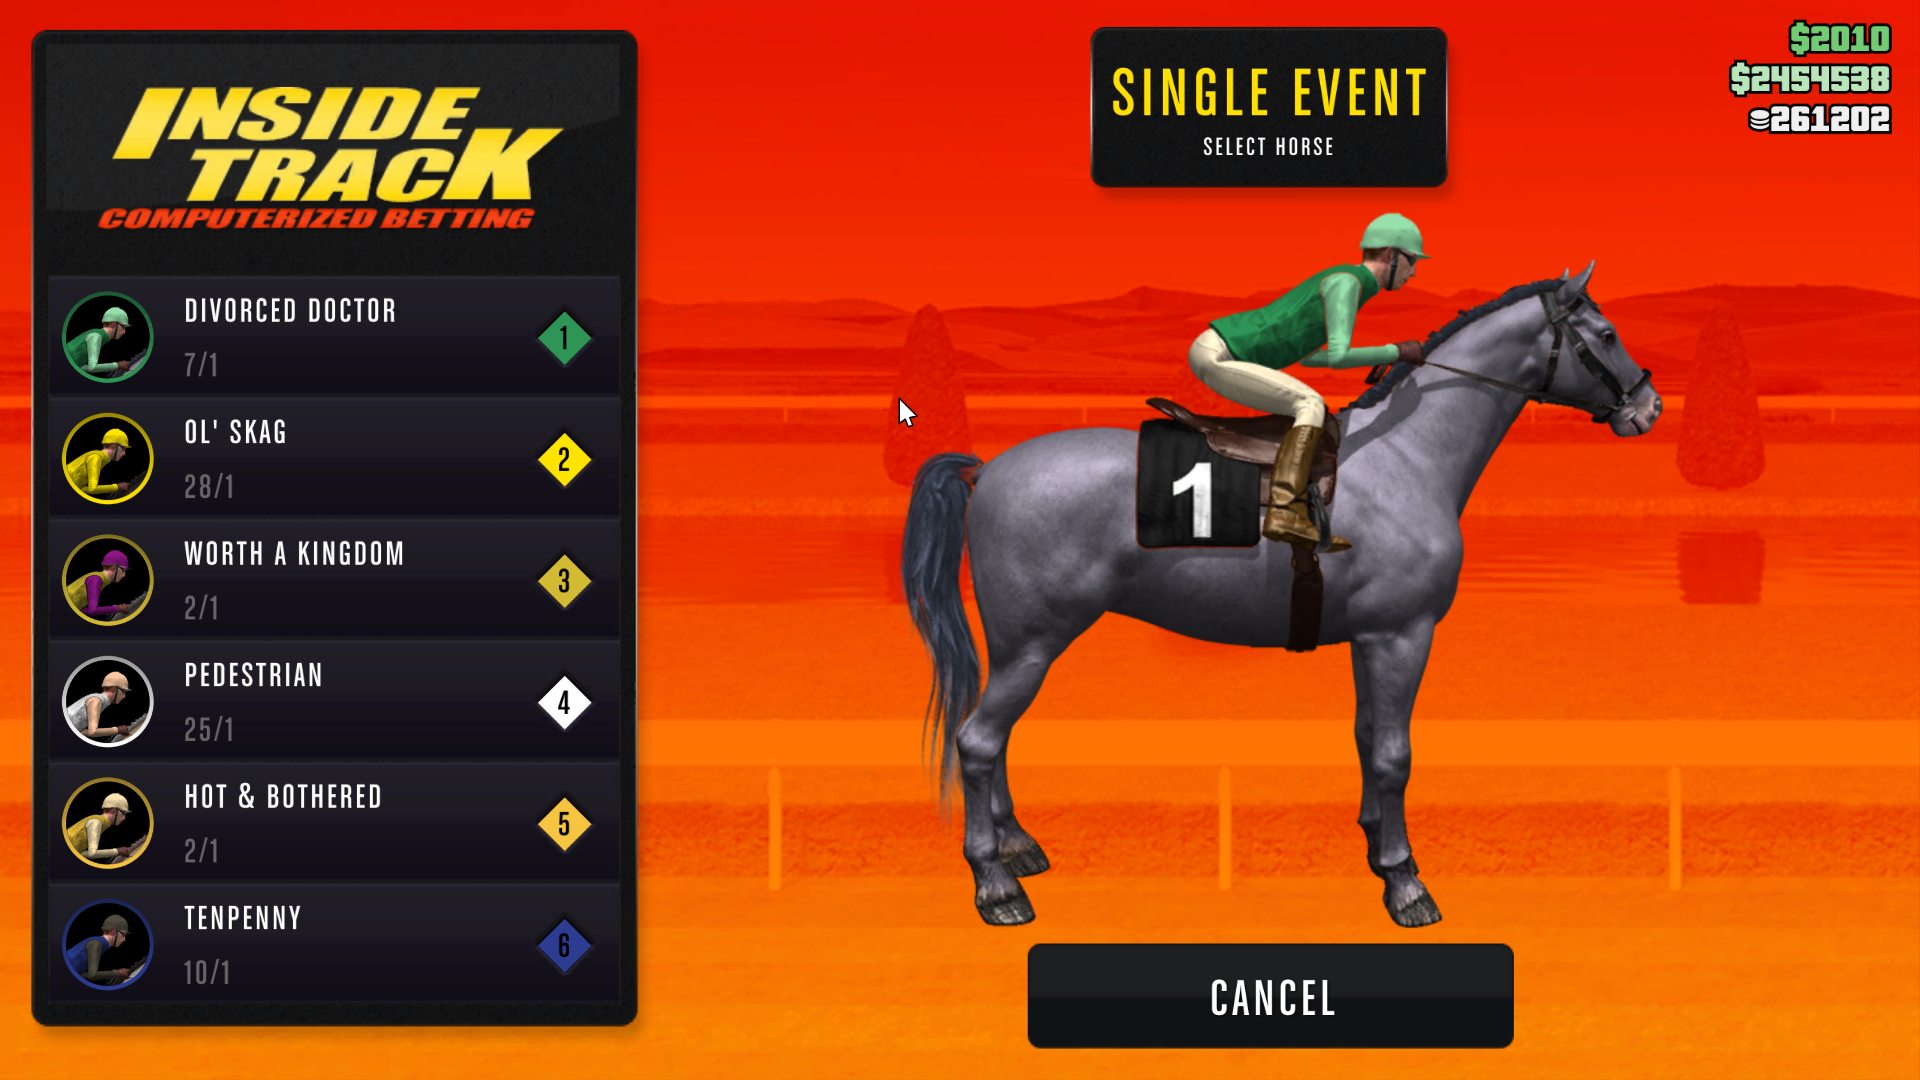 INSIDE
TRACK
COMPUTERIZED BETTING
DIVORCED DOCTOR
7/1
1
OL' SKAG
28/1
2
WORTH A KINGDOM
2/1
3
PEDESTRIAN
25/1
4
HOT & BOTHERED
2/1
5
TENPENNY
10/1
6
SINGLE EVENT
SELECT HORSE
1
CANCEL
$2010
$2454538
261202